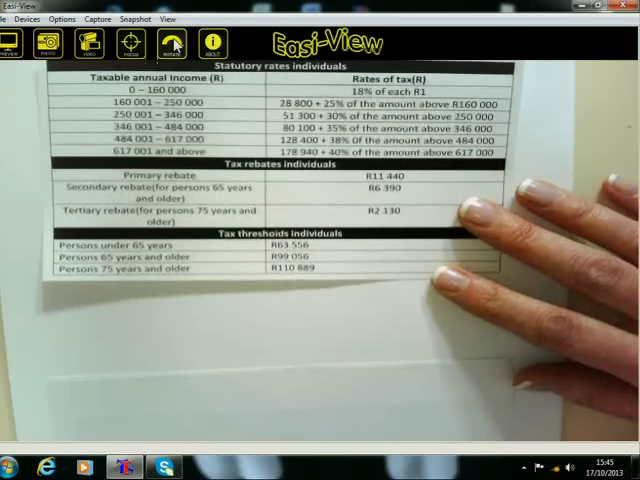 Easi-View
Devices Options Capture Snapshot View
PREVIEW PHOTO VIDEO FOCUS ROTATE ABOUT Easi-View
Statutory rates individuals
Taxable annual Income (R) Rates of tax(R)
0 – 160 000 18% of each R1
160 001 – 250 000 28 800 + 25% of the amount above R160 000
250 001 – 346 000 51 300 + 30% of the amount above 250 000
346 001 – 484 000 80 100 + 35% of the amount above 346 000
484 001 – 617 000 128 400 + 38% 0f the amount above 484 000
617 001 and above 178 940 + 40% of the amount above 617 000
Tax rebates individuals
Primary rebate R11 440
Secondary rebate(for persons 65 years R6 390
and older)
Tertiary rebate(for persons 75 years and R2 130
older)
Tax thresholds individuals
Persons under 65 years R63 556
Persons 65 years and older R99 056
Persons 75 years and older R110 889
15:45
17/10/2013